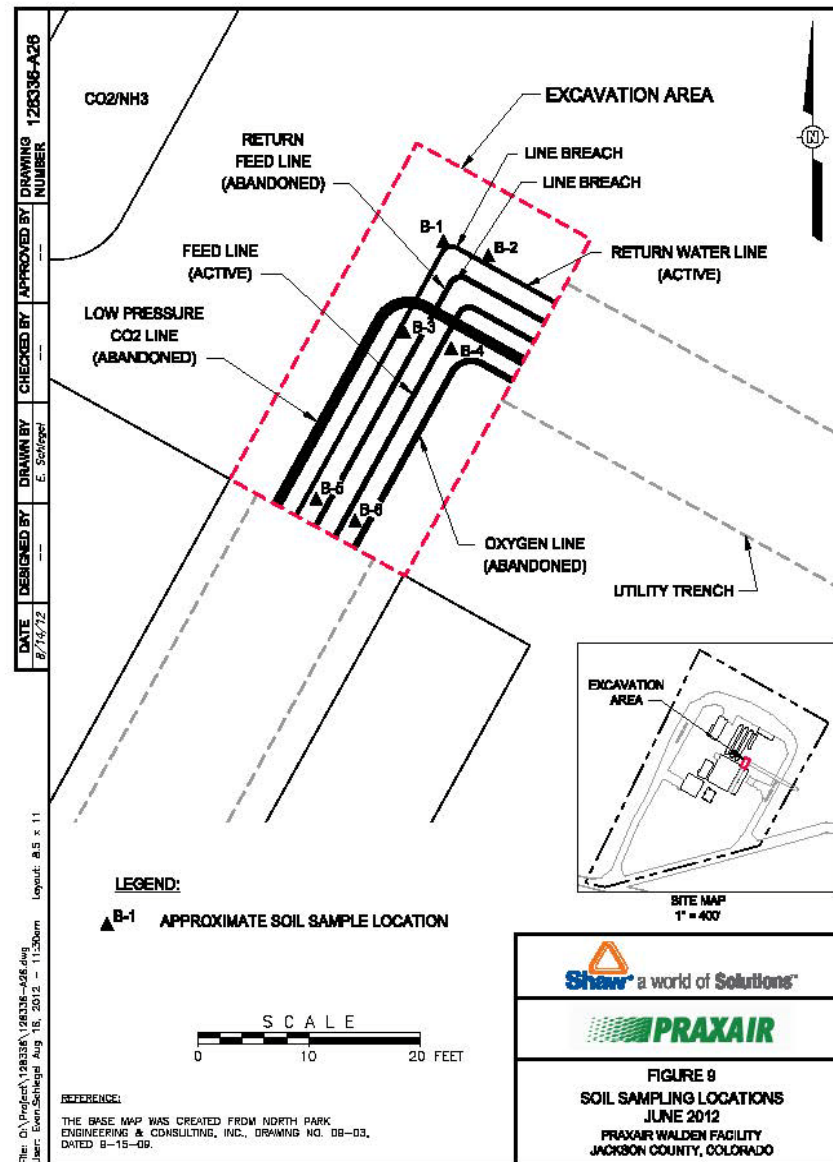 CO2/NH3
EXCAVATION AREA
RETURN
FEED LINE
(ABANDONED)
LINE BREACH
LINE BREACH
B-1
B-2
FEED LINE
(ACTIVE)
RETURN WATER LINE
(ACTIVE)
LOW PRESSURE
CO2 LINE
(ABANDONED)
B-3
B-4
B-5
B-6
OXYGEN LINE
(ABANDONED)
UTILITY TRENCH
N
EXCAVATION
AREA
SITE MAP
1" = 400'
LEGEND:
B-1 APPROXIMATE SOIL SAMPLE LOCATION
SCALE
0 10 20 FEET
REFERENCE:
THE BASE MAP WAS CREATED FROM NORTH PARK
ENGINEERING & CONSULTING, INC., DRAWING NO. 09-03,
DATED 9-15-09.
Shaw a world of Solutions™
PRAXAIR
FIGURE 9
SOIL SAMPLING LOCATIONS
JUNE 2012
PRAXAIR WALDEN FACILITY
JACKSON COUNTY, COLORADO
DATE
8/14/12
DESIGNED BY
--
DRAWN BY
E. Schlegel
CHECKED BY
--
APPROVED BY
--
DRAWING
NUMBER
128336-A26
File: D:\Project\128336\128336-A26.dwg
User: Evan.Schlegel Aug 16, 2012 - 11:30am Layout: 8.5 x 11